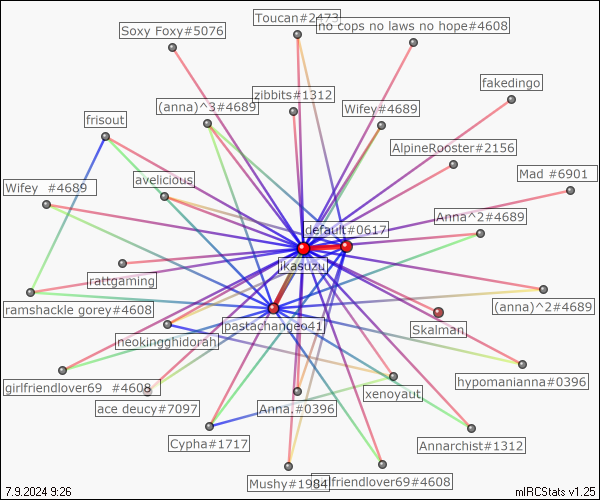 Toucan#2473
no cops no laws no hope#4608
Soxy Foxy#5076
fakedingo
zibbits#1312
(anna)^3#4689
Wifey#4689
frisout
AlpineRooster#2156
Mad #6901
avelicious
Wifey #4689
Anna^2#4689
default#0617
jkasuzu
rattgaming
ramshackle gorey#4608
(anna)^2#4689
pastachangeo41
Skalman
neokingghidorah
girlfriendlover69 #4608
hypomanianna#0396
xenoyaut
ace deucy#7097
Anna.#0396
Cypha#1717
Annarchist#1312
Mushy#1984
girlfriendlover69#4608
7.9.2024 9:26
mIRCStats v1.25